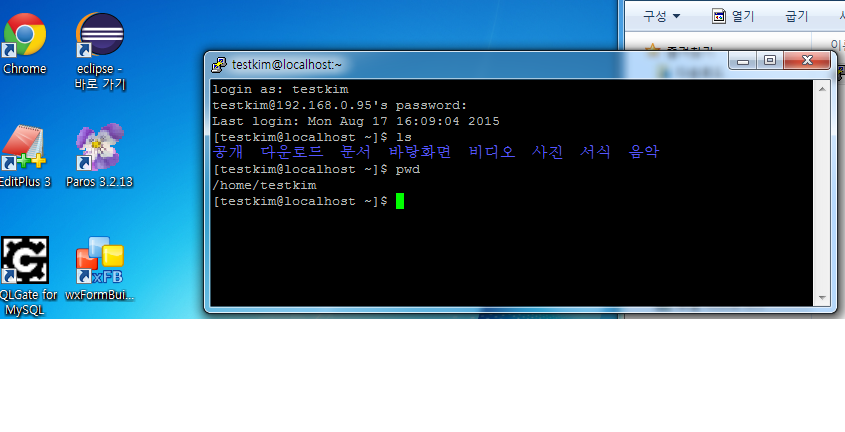 구성 열기 굽기
Chrome
eclipse -
바로 가기
EditPlus 3
Paros 3.2.13
QLGate for
MySQL
wxFormBui...
testkim@localhost:~
login as: testkim
testkim@192.168.0.95's password:
Last login: Mon Aug 17 16:09:04 2015
[testkim@localhost ~]$ ls
공개 다운로드 문서 바탕화면 비디오 사진 서식 음악
[testkim@localhost ~]$ pwd
/home/testkim
[testkim@localhost ~]$